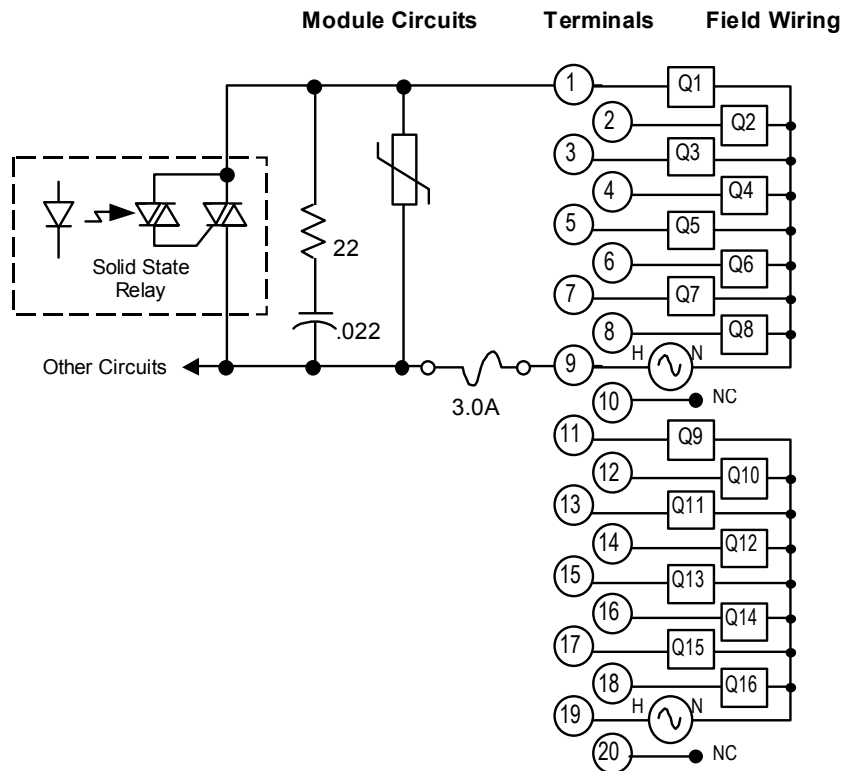 Module Circuits Terminals Field Wiring
1 Q1
2 Q2
3 Q3
4 Q4
5 Q5
6 Q6
7 Q7
8 Q8
Solid State
Relay
22
.022
Other Circuits
3.0A
9 H N
10 NC
11 Q9
12 Q10
13 Q11
14 Q12
15 Q13
16 Q14
17 Q15
18 Q16
19 H N
20 NC